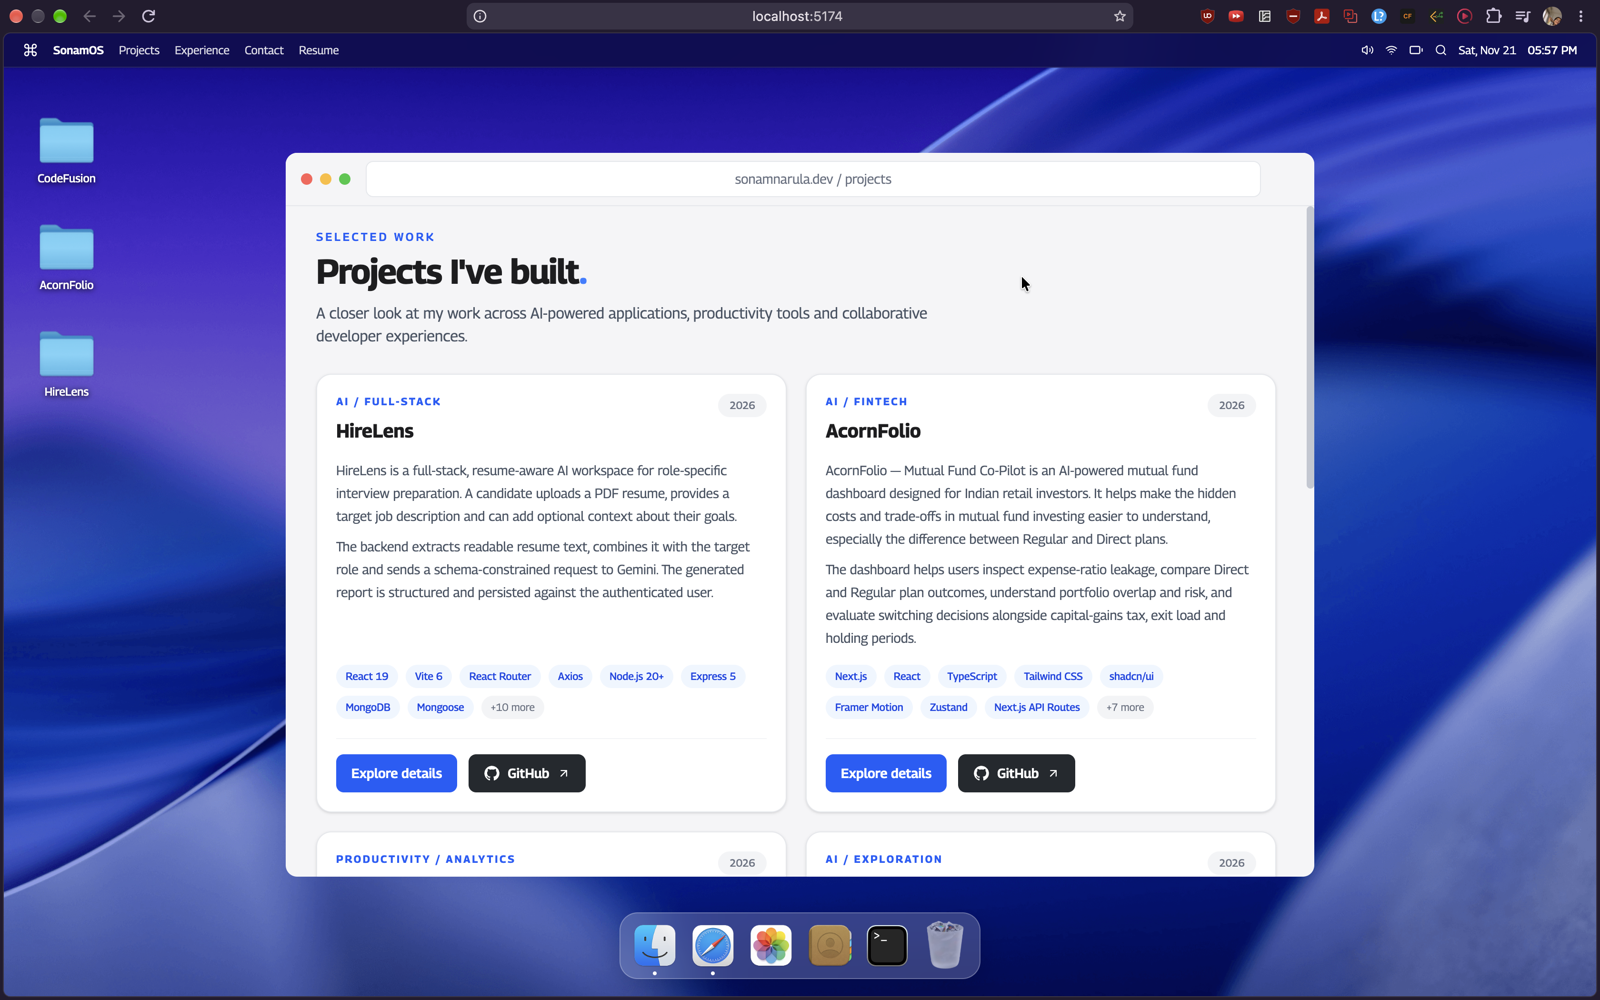 localhost:5174
SonamOS Projects Experience Contact Resume
Sat, Nov 21 05:57 PM
CodeFusion
AcornFolio
HireLens
sonamnarula.dev / projects
SELECTED WORK
Projects I've built.
A closer look at my work across AI-powered applications, productivity tools and collaborative
developer experiences.
AI / FULL-STACK
2026
HireLens
HireLens is a full-stack, resume-aware AI workspace for role-specific
interview preparation. A candidate uploads a PDF resume, provides a
target job description and can add optional context about their goals.
The backend extracts readable resume text, combines it with the target
role and sends a schema-constrained request to Gemini. The generated
report is structured and persisted against the authenticated user.
React 19 Vite 6 React Router Axios Node.js 20+ Express 5
MongoDB Mongoose +10 more
Explore details GitHub
AI / FINTECH
2026
AcornFolio
AcornFolio — Mutual Fund Co-Pilot is an AI-powered mutual fund
dashboard designed for Indian retail investors. It helps make the hidden
costs and trade-offs in mutual fund investing easier to understand,
especially the difference between Regular and Direct plans.
The dashboard helps users inspect expense-ratio leakage, compare Direct
and Regular plan outcomes, understand portfolio overlap and risk, and
evaluate switching decisions alongside capital-gains tax, exit load and
holding periods.
Next.js React TypeScript Tailwind CSS shadcn/ui
Framer Motion Zustand Next.js API Routes +7 more
Explore details GitHub
PRODUCTIVITY / ANALYTICS
2026
AI / EXPLORATION
2026
>_